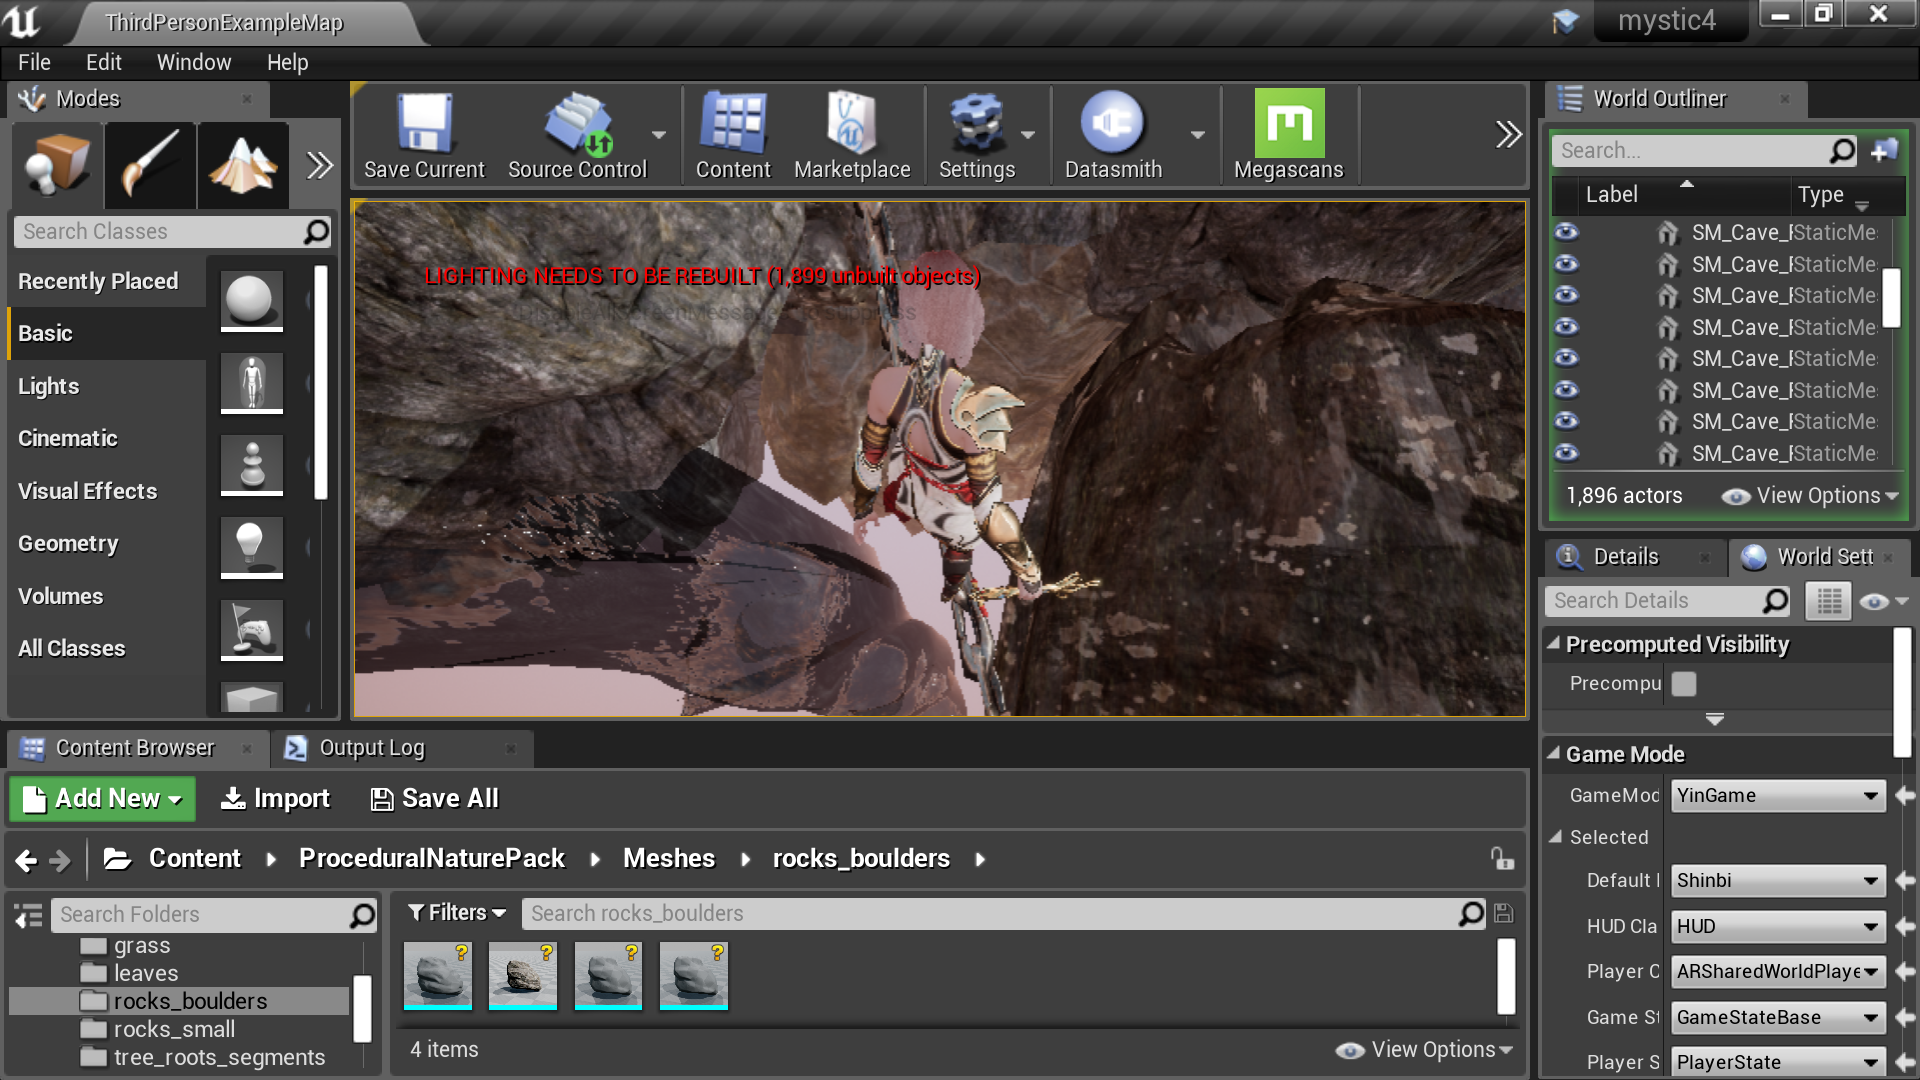 ThirdPersonExampleMap
mystic4
File Edit Window Help
Modes
Search Classes
Recently Placed
Basic
Lights
Cinematic
Visual Effects
Geometry
Volumes
All Classes
Save Current
Source Control
Content
Marketplace
Settings
Datasmith
Megascans
LIGHTING NEEDS TO BE REBUILT (1,899 unbuilt objects)
World Outliner
Search...
Label Type
SM_Cave_ StaticMe
SM_Cave_ StaticMe
SM_Cave_ StaticMe
SM_Cave_ StaticMe
SM_Cave_ StaticMe
SM_Cave_ StaticMe
SM_Cave_ StaticMe
SM_Cave_ StaticMe
1,896 actors View Options
Details World Sett
Search Details
Precomputed Visibility
Precompu
Game Mode
GameMod YinGame
Selected
Default Shinbi
HUD Cla HUD
Player C ARSharedWorldPlaye
Game St GameStateBase
Player S PlayerState
Content Browser Output Log
Add New Import Save All
Content ProceduralNaturePack Meshes rocks_boulders
Search Folders
grass
leaves
rocks_boulders
rocks_small
tree_roots_segments
Filters Search rocks_boulders
4 items View Options